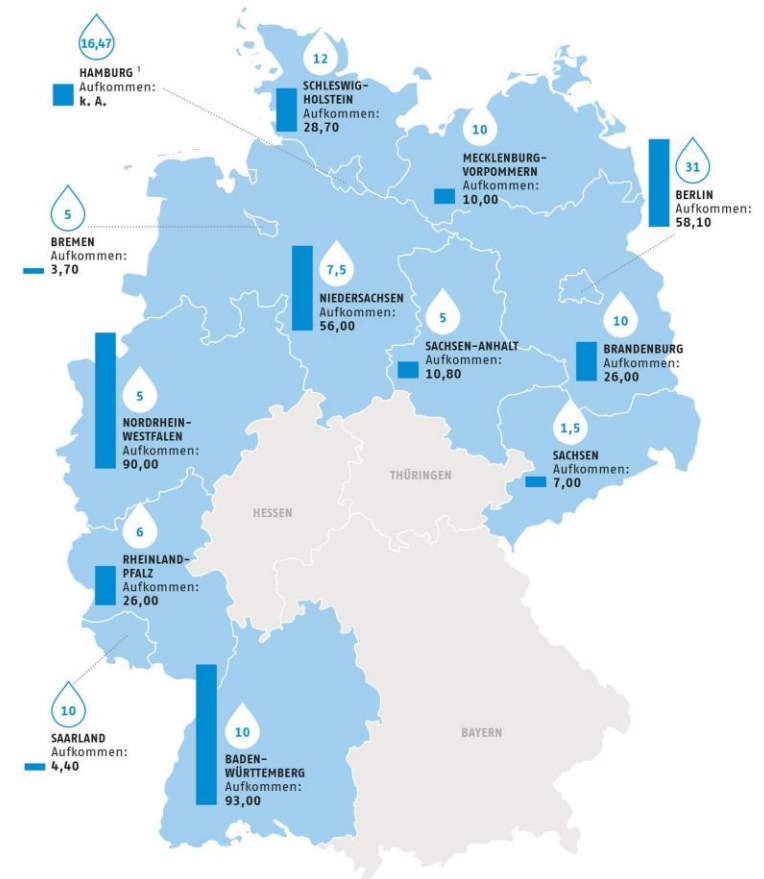 16,47
HAMBURG ¹
Aufkommen:
k. A.
12
SCHLESWIG-
HOLSTEIN
Aufkommen:
28,70
10
MECKLENBURG-
VORPOMMERN
Aufkommen:
10,00
31
BERLIN
Aufkommen:
58,10
5
BREMEN
Aufkommen:
3,70
7,5
NIEDERSACHSEN
Aufkommen:
56,00
5
SACHSEN-ANHALT
Aufkommen:
10,80
10
BRANDENBURG
Aufkommen:
26,00
5
NORDRHEIN-
WESTFALEN
Aufkommen:
90,00
1,5
SACHSEN
Aufkommen:
7,00
THÜRINGEN
HESSEN
6
RHEINLAND-
PFALZ
Aufkommen:
26,00
10
SAARLAND
Aufkommen:
4,40
10
BADEN-
WÜRTTEMBERG
Aufkommen:
93,00
BAYERN